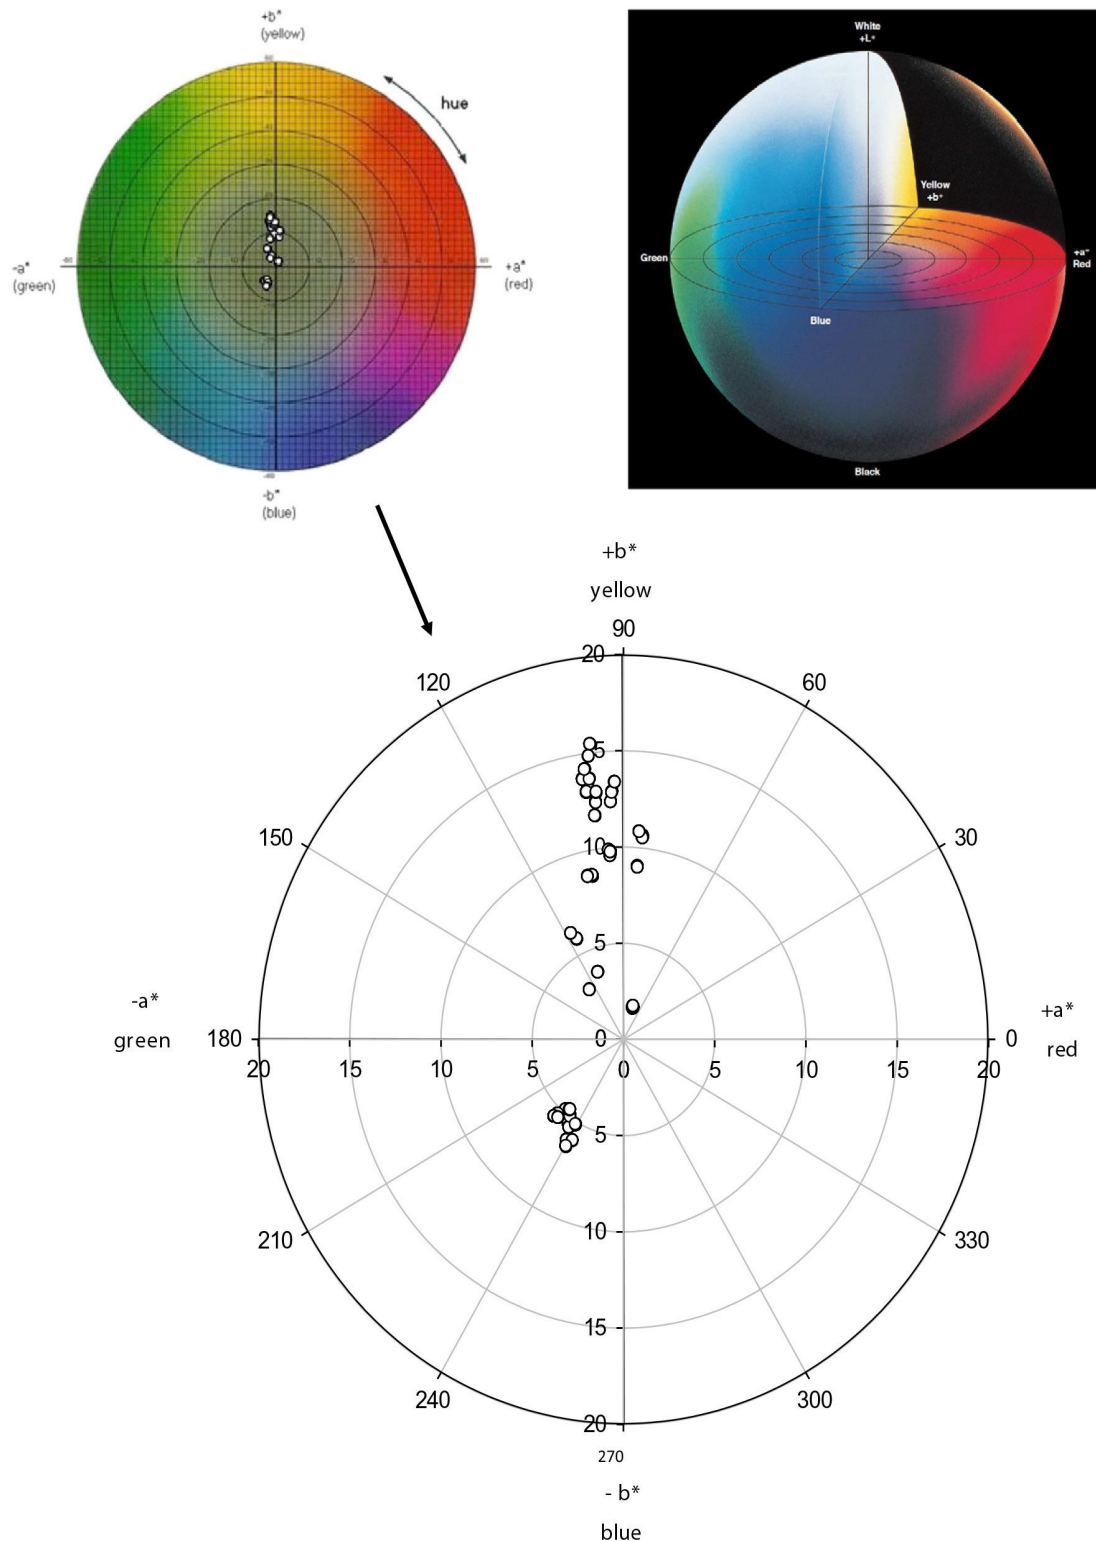 +b*
(yellow)
hue
-a*
(green)
+a*
(red)
-b*
(blue)
White
+L*
Yellow
+b*
Green
+a*
Red
Blue
Black
+b*
yellow
90
20
120
60
5
150
10
30
5
-a*
green
180
0
0
+a*
red
20
15
10
5
0
5
10
15
20
5
210
10
330
15
240
300
20
270
- b*
blue